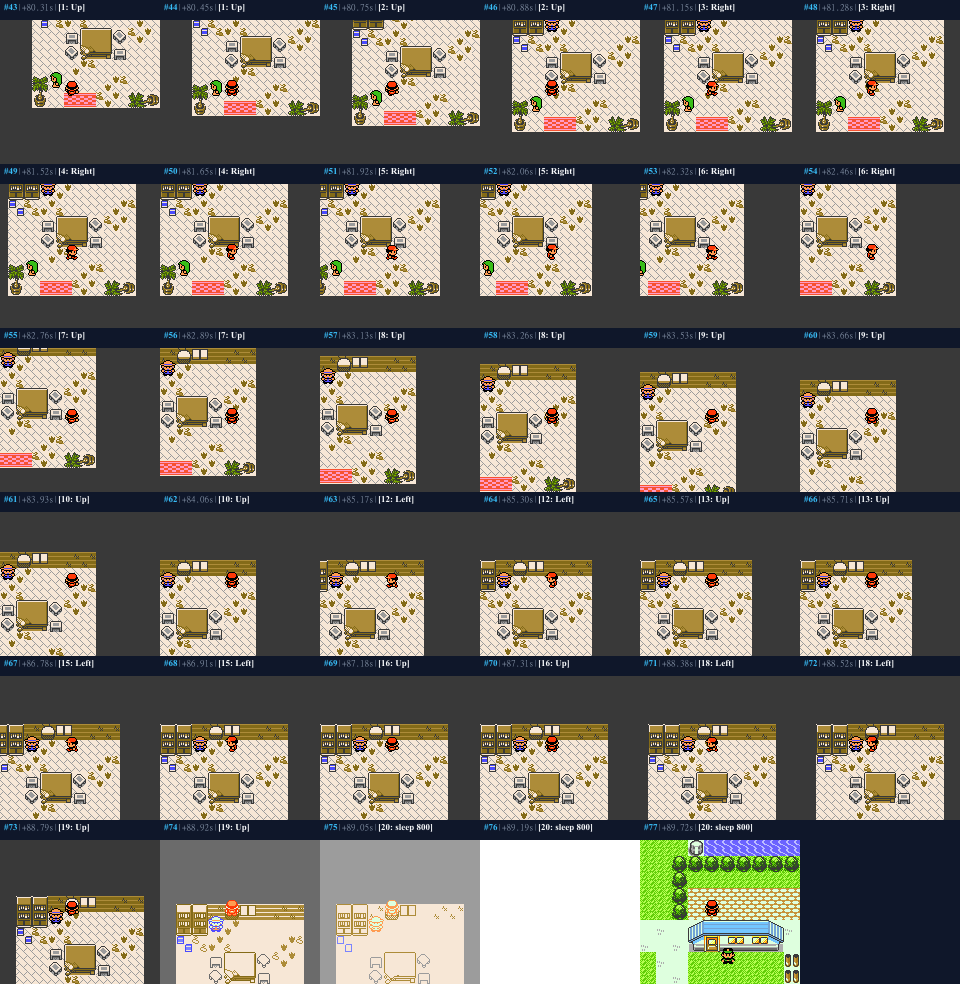 #43|+80.31s|[1: Up]
#44|+80.45s|[1: Up]
#45|+80.75s|[2: Up]
#46|+80.88s|[2: Up]
#47|+81.15s|[3: Right]
#48|+81.28s|[3: Right]
#49|+81.52s|[4: Right]
#50|+81.65s|[4: Right]
#51|+81.92s|[5: Right]
#52|+82.06s|[5: Right]
#53|+82.32s|[6: Right]
#54|+82.46s|[6: Right]
#55|+82.76s|[7: Up]
#56|+82.89s|[7: Up]
#57|+83.13s|[8: Up]
#58|+83.26s|[8: Up]
#59|+83.53s|[9: Up]
#60|+83.66s|[9: Up]
#61|+83.93s|[10: Up]
#62|+84.06s|[10: Up]
#63|+85.17s|[12: Left]
#64|+85.30s|[12: Left]
#65|+85.57s|[13: Up]
#66|+85.71s|[13: Up]
#67|+86.78s|[15: Left]
#68|+86.91s|[15: Left]
#69|+87.18s|[16: Up]
#70|+87.31s|[16: Up]
#71|+88.38s|[18: Left]
#72|+88.52s|[18: Left]
#73|+88.79s|[19: Up]
#74|+88.92s|[19: Up]
#75|+89.05s|[20: sleep 800]
#76|+89.19s|[20: sleep 800]
#77|+89.72s|[20: sleep 800]